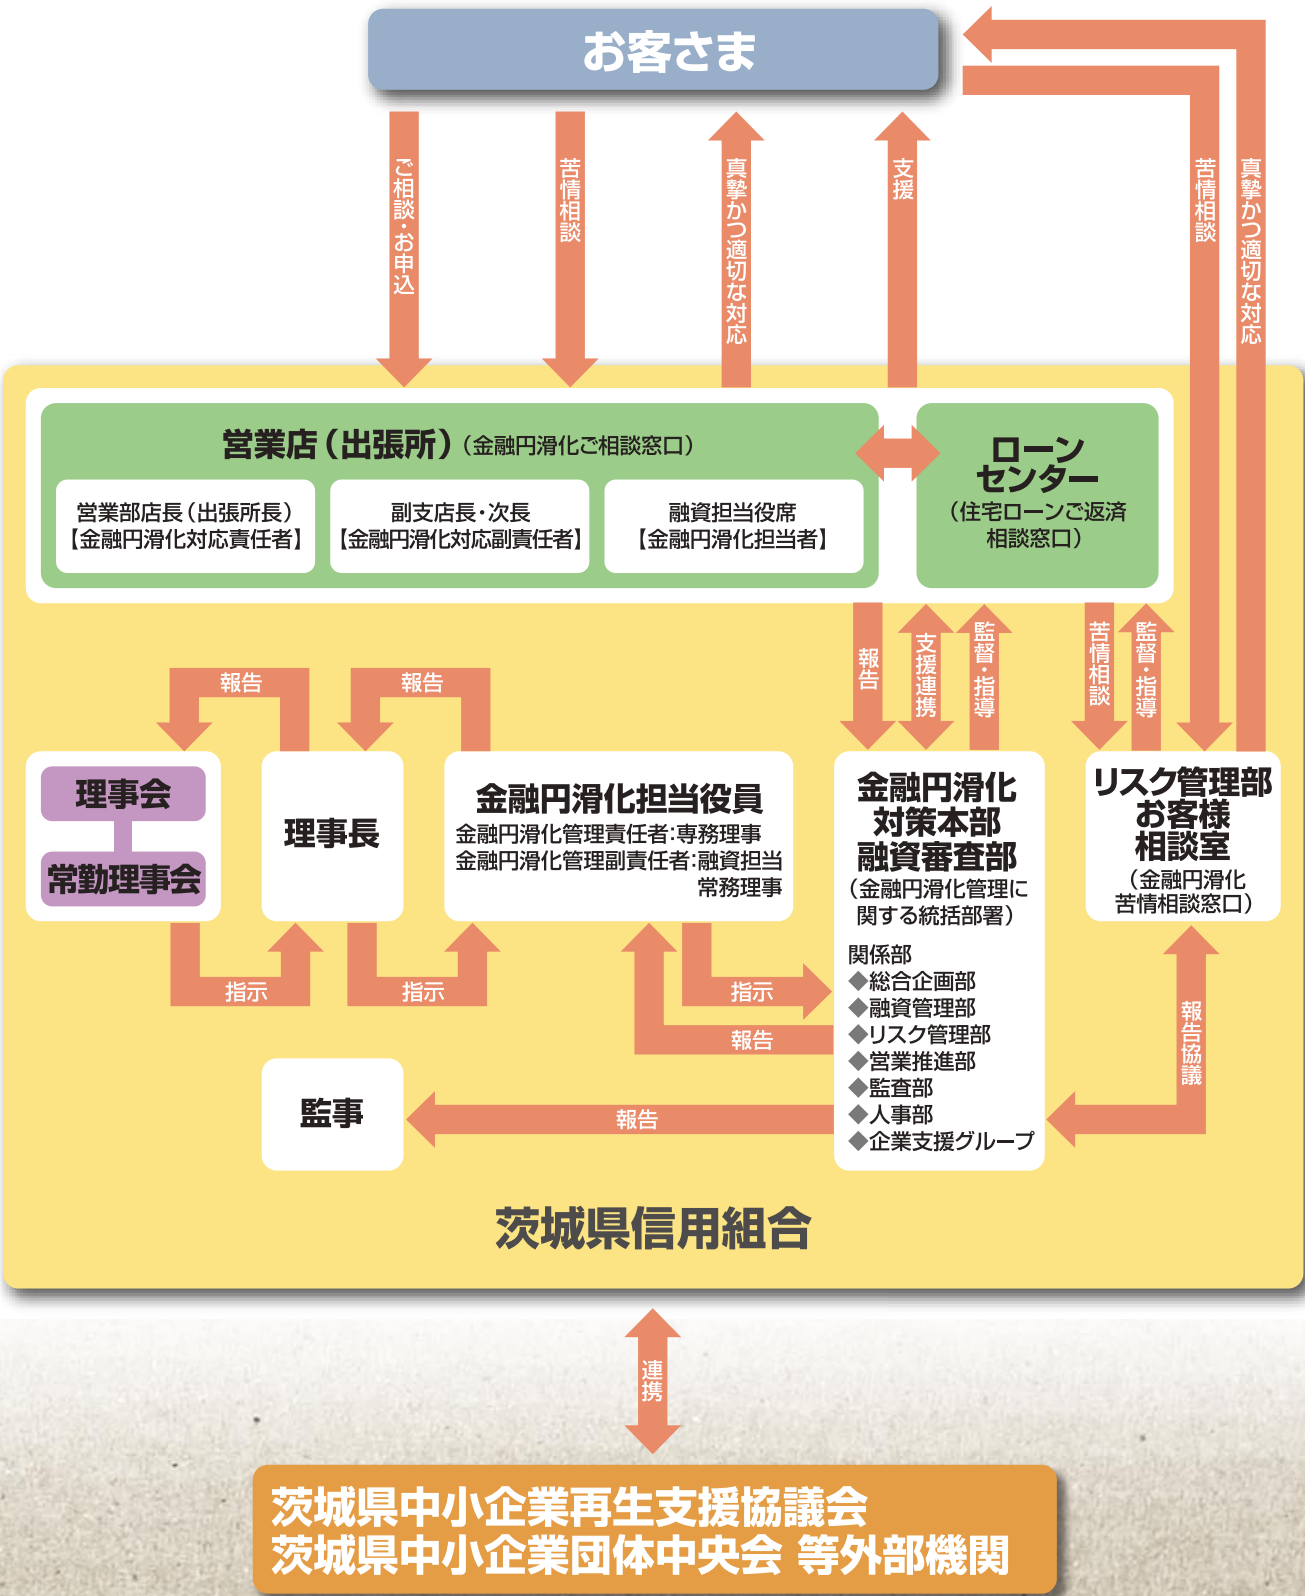 お客さま
ご相談・お申込
苦情相談
真摯かつ適切な対応
支援
苦情相談
真摯かつ適切な対応
営業店（出張所）（金融円滑化ご相談窓口）
営業部店長（出張所長）
【金融円滑化対応責任者】
副支店長・次長
【金融円滑化対応副責任者】
融資担当役席
【金融円滑化担当者】
ローン
センター
（住宅ローンご返済
相談窓口）
報告
支援連携
監督・指導
苦情相談
監督・指導
報告
報告
理事会
常勤理事会
理事長
金融円滑化担当役員
金融円滑化管理責任者：専務理事
金融円滑化管理副責任者：融資担当
常務理事
金融円滑化
対策本部
融資審査部
（金融円滑化管理に
関する統括部署）
関係部
◆総合企画部
◆融資管理部
◆リスク管理部
◆営業推進部
◆監査部
◆人事部
◆企業支援グループ
リスク管理部
お客様
相談室
（金融円滑化
苦情相談窓口）
指示
指示
指示
報告
報告協議
監事
報告
茨城県信用組合
連携
茨城県中小企業再生支援協議会
茨城県中小企業団体中央会 等外部機関